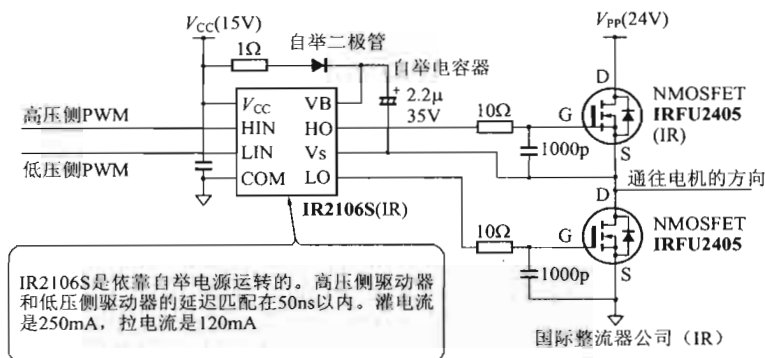 VCC(15V)
VPP(24V)
1Ω
自举二极管
自举电容器
+
2.2μ
35V
VCC
VB
HIN
HO
LIN
Vs
COM
LO
高压侧PWM
低压侧PWM
IR2106S(IR)
10Ω
1000p
G
D
S
NMOSFET
IRFU2405
(IR)
通往电机的方向
10Ω
1000p
G
D
S
NMOSFET
IRFU2405
IR2106S是依靠自举电源运转的。高压侧驱动器
和低压侧驱动器的延迟匹配在50ns以内。灌电流
是250mA，拉电流是120mA
国际整流器公司（IR）